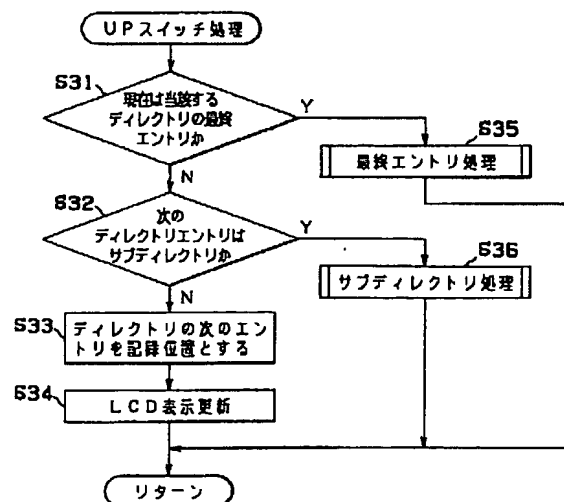 UPスイッチ処理
S31
現在は当該する
ディレクトリの最終
エントリか
Y
S35
最終エントリ処理
N
S32
次の
ディレクトリエントリは
サブディレクトリか
Y
S36
サブディレクトリ処理
N
S33
ディレクトリの次のエン
トリを記録位置とする
S34
LCD表示更新
リターン